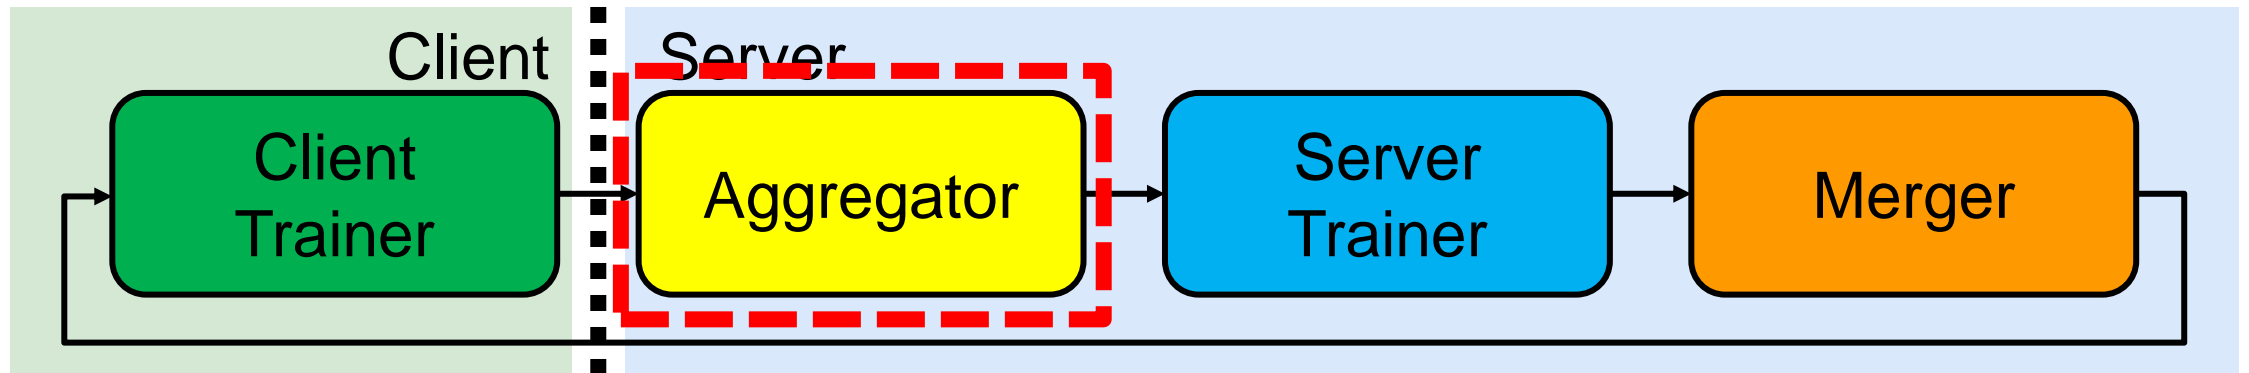 Client
Server
Client
Trainer
Aggregator
Server
Trainer
Merger